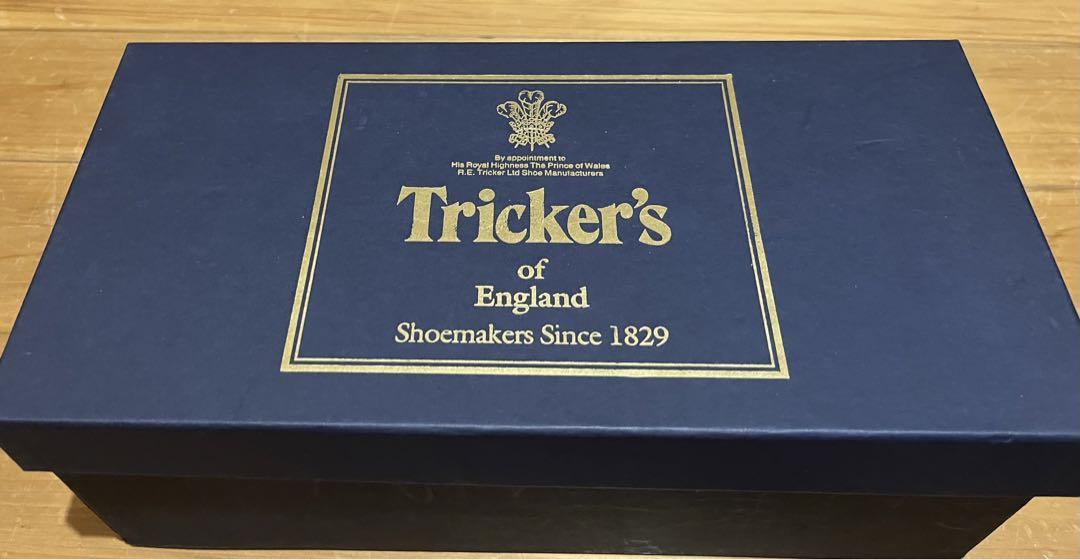 By appointment to
His Royal Highness The Prince of Wales
R.E. Tricker Ltd Shoe Manufacturers
Tricker's
of
England
Shoemakers Since 1829